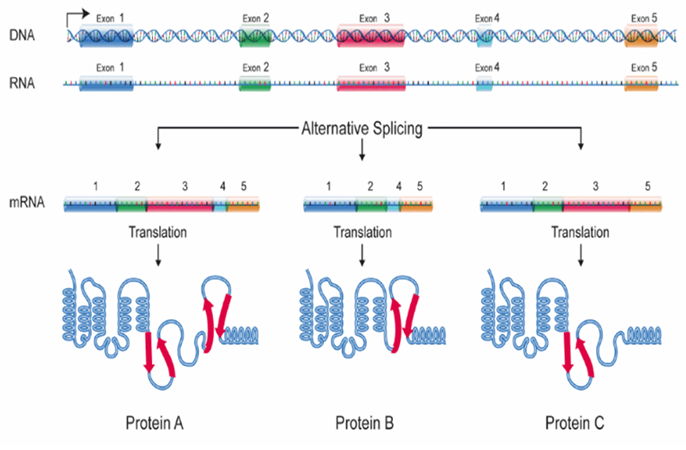 Exon 1 Exon 2 Exon 3 Exon 4 Exon 5
DNA
Exon 1 Exon 2 Exon 3 Exon 4 Exon 5
RNA
Alternative Splicing
1 2 3 4 5 1 2 4 5 1 2 3 5
mRNA
Translation Translation Translation
Protein A Protein B Protein C